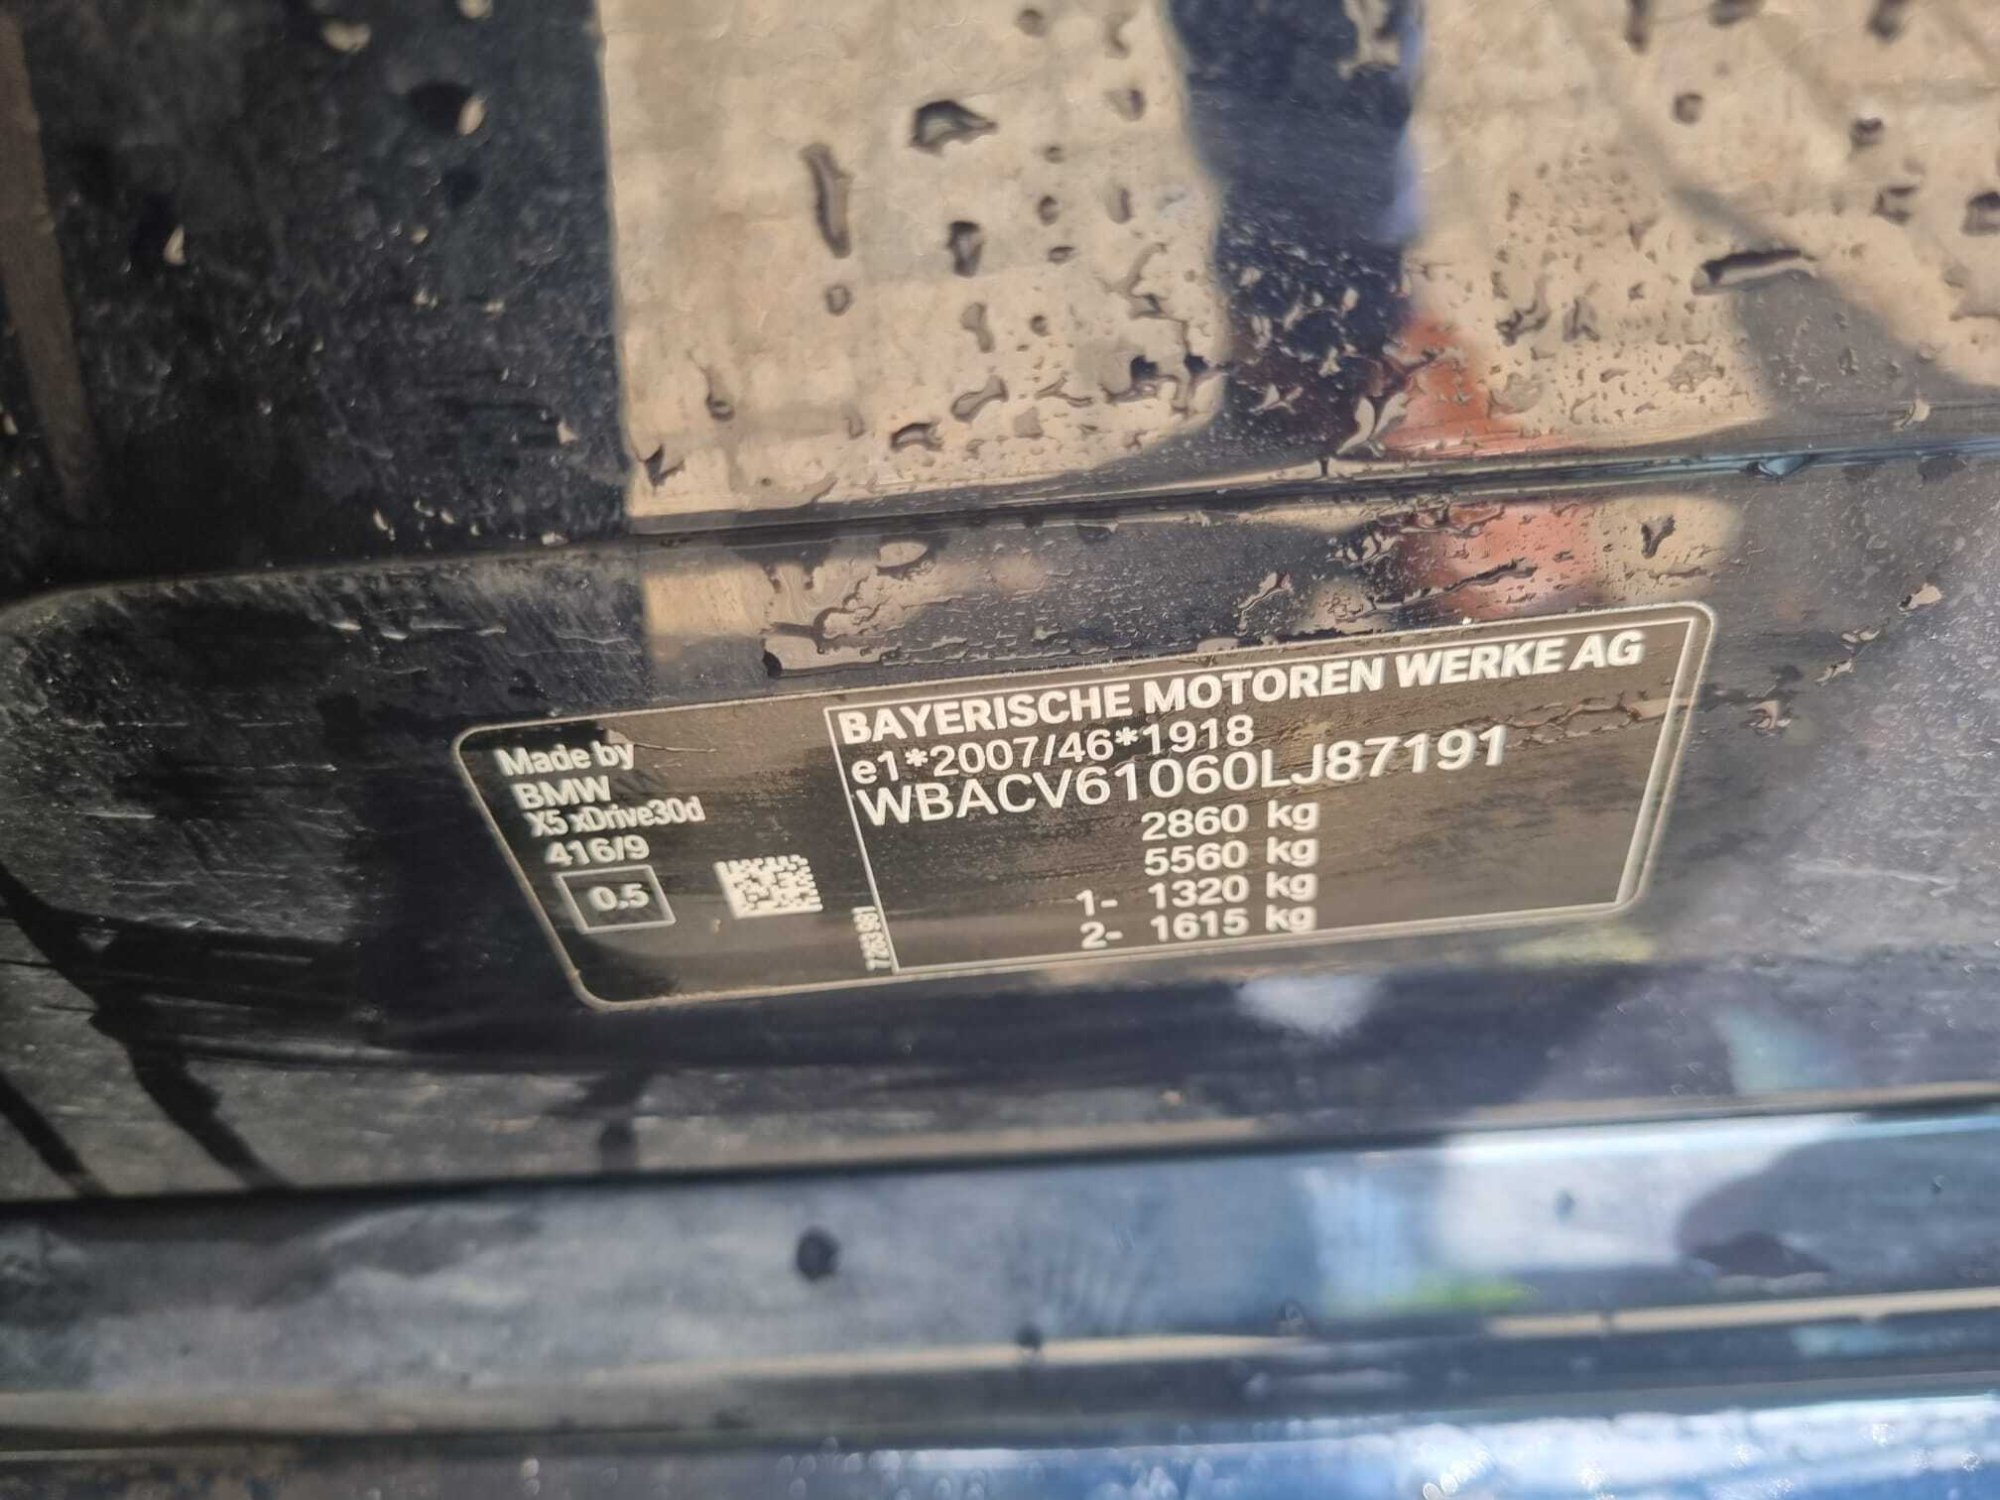 Made by
BMW
X5 xDrive30d
416/9
0.5
7263961
BAYERISCHE MOTOREN WERKE AG
e1*2007/46*1918
WBACV61060LJ87191
2860 kg
5560 kg
1- 1320 kg
2- 1615 kg